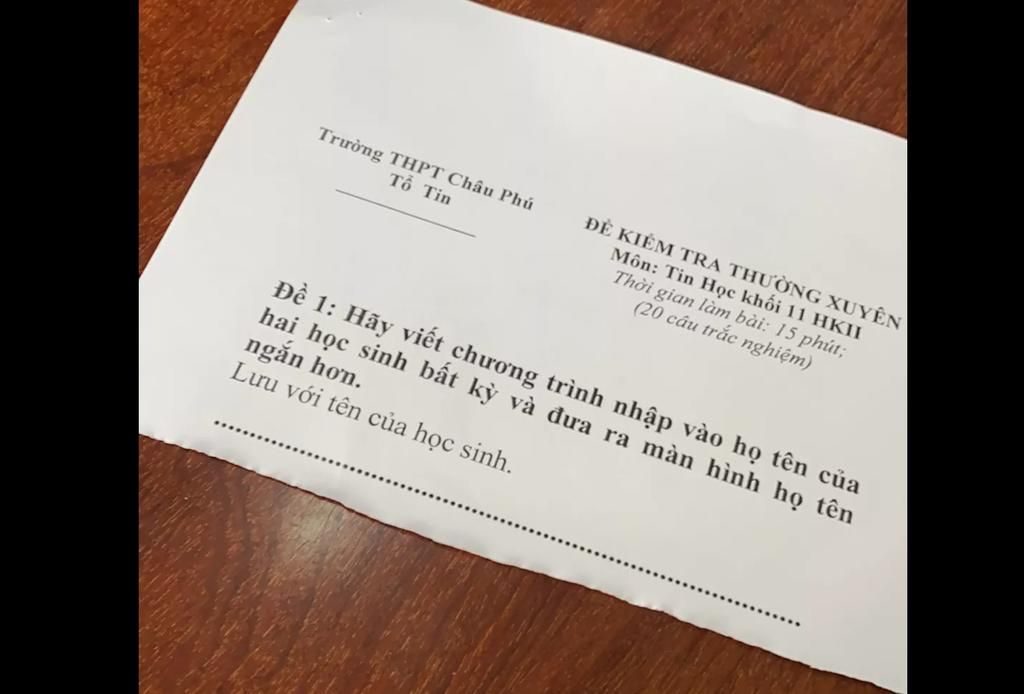 Trường THPT Châu Phú
Tổ Tin
ĐỀ KIỂM TRA THƯỜNG XUYÊN
Môn: Tin Học khối 11 HKII
Thời gian làm bài: 15 phút;
(20 câu trắc nghiệm)
Đề 1: Hãy viết chương trình nhập vào họ tên của
hai học sinh bất kỳ và đưa ra màn hình họ tên
ngắn hơn.
Lưu với tên của học sinh.